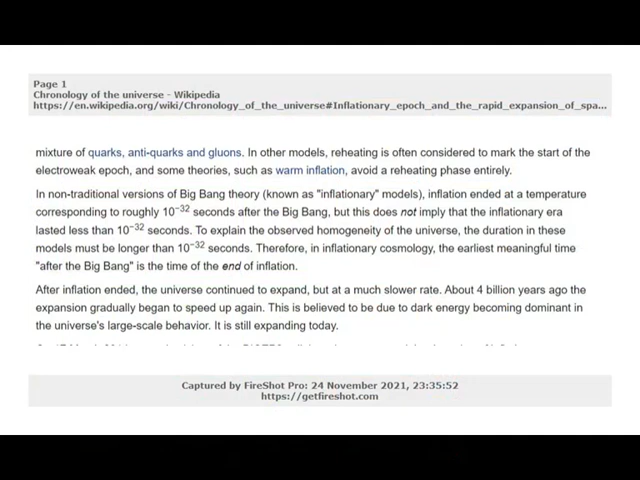 Page 1
Chronology of the universe - Wikipedia
https://en.wikipedia.org/wiki/Chronology_of_the_universe#Inflationary_epoch_and_the_rapid_expansion_of_spa...
mixture of quarks, anti-quarks and gluons. In other models, reheating is often considered to mark the start of the
electroweak epoch, and some theories, such as warm inflation, avoid a reheating phase entirely.
In non-traditional versions of Big Bang theory (known as "inflationary" models), inflation ended at a temperature
corresponding to roughly 10⁻³² seconds after the Big Bang, but this does not imply that the inflationary era
lasted less than 10⁻³² seconds. To explain the observed homogeneity of the universe, the duration in these
models must be longer than 10⁻³² seconds. Therefore, in inflationary cosmology, the earliest meaningful time
"after the Big Bang" is the time of the end of inflation.
After inflation ended, the universe continued to expand, but at a much slower rate. About 4 billion years ago the
expansion gradually began to speed up again. This is believed to be due to dark energy becoming dominant in
the universe's large-scale behavior. It is still expanding today.
Captured by FireShot Pro: 24 November 2021, 23:35:52
https://getfireshot.com